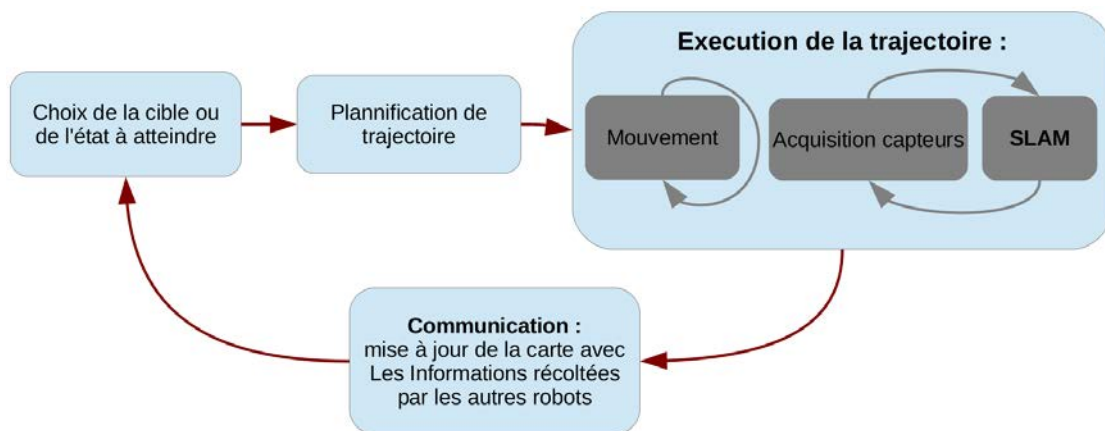 Choix de la cible ou
de l'état à atteindre
Plannification de
trajectoire
Execution de la trajectoire :
Mouvement
Acquisition capteurs
SLAM
Communication :
mise à jour de la carte avec
Les Informations récoltées
par les autres robots